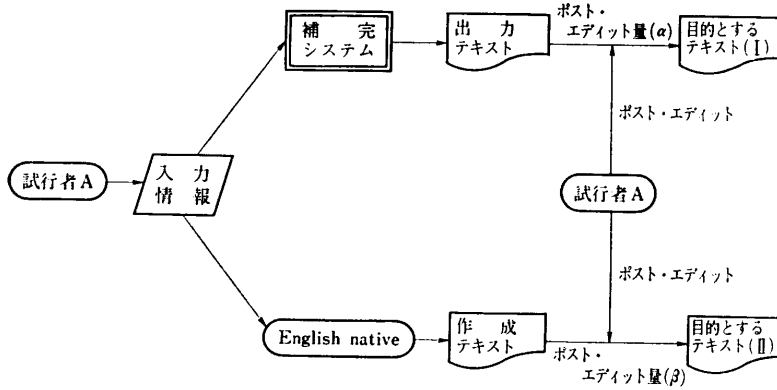 補完
システム
出力
テキスト
ポスト・
エディット量(α)
目的とする
テキスト(Ⅰ)
ポスト・エディット
試行者A
入力
情報
試行者A
ポスト・エディット
English native
作成
テキスト
ポスト・
エディット量(β)
目的とする
テキスト(Ⅱ)